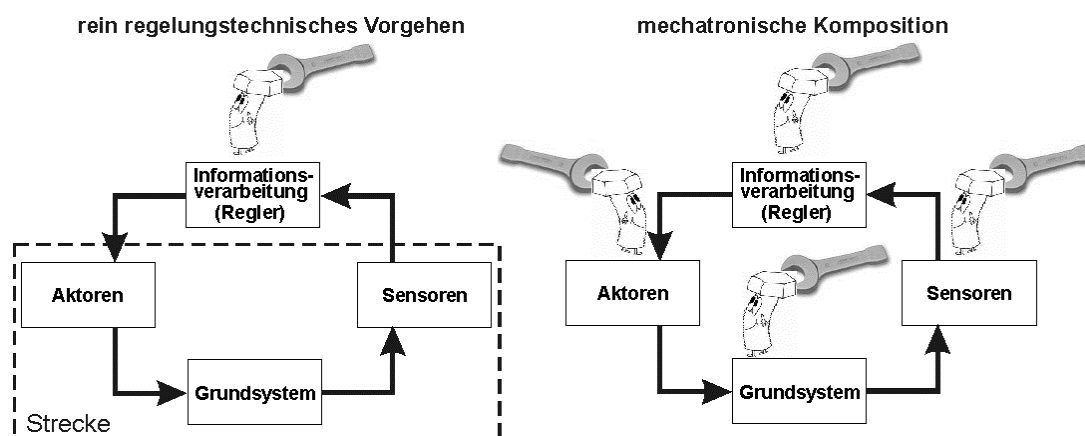 rein regelungstechnisches Vorgehen
Informations-
verarbeitung
(Regler)
Aktoren
Sensoren
Grundsystem
Strecke
mechatronische Komposition
Informations-
verarbeitung
(Regler)
Aktoren
Sensoren
Grundsystem